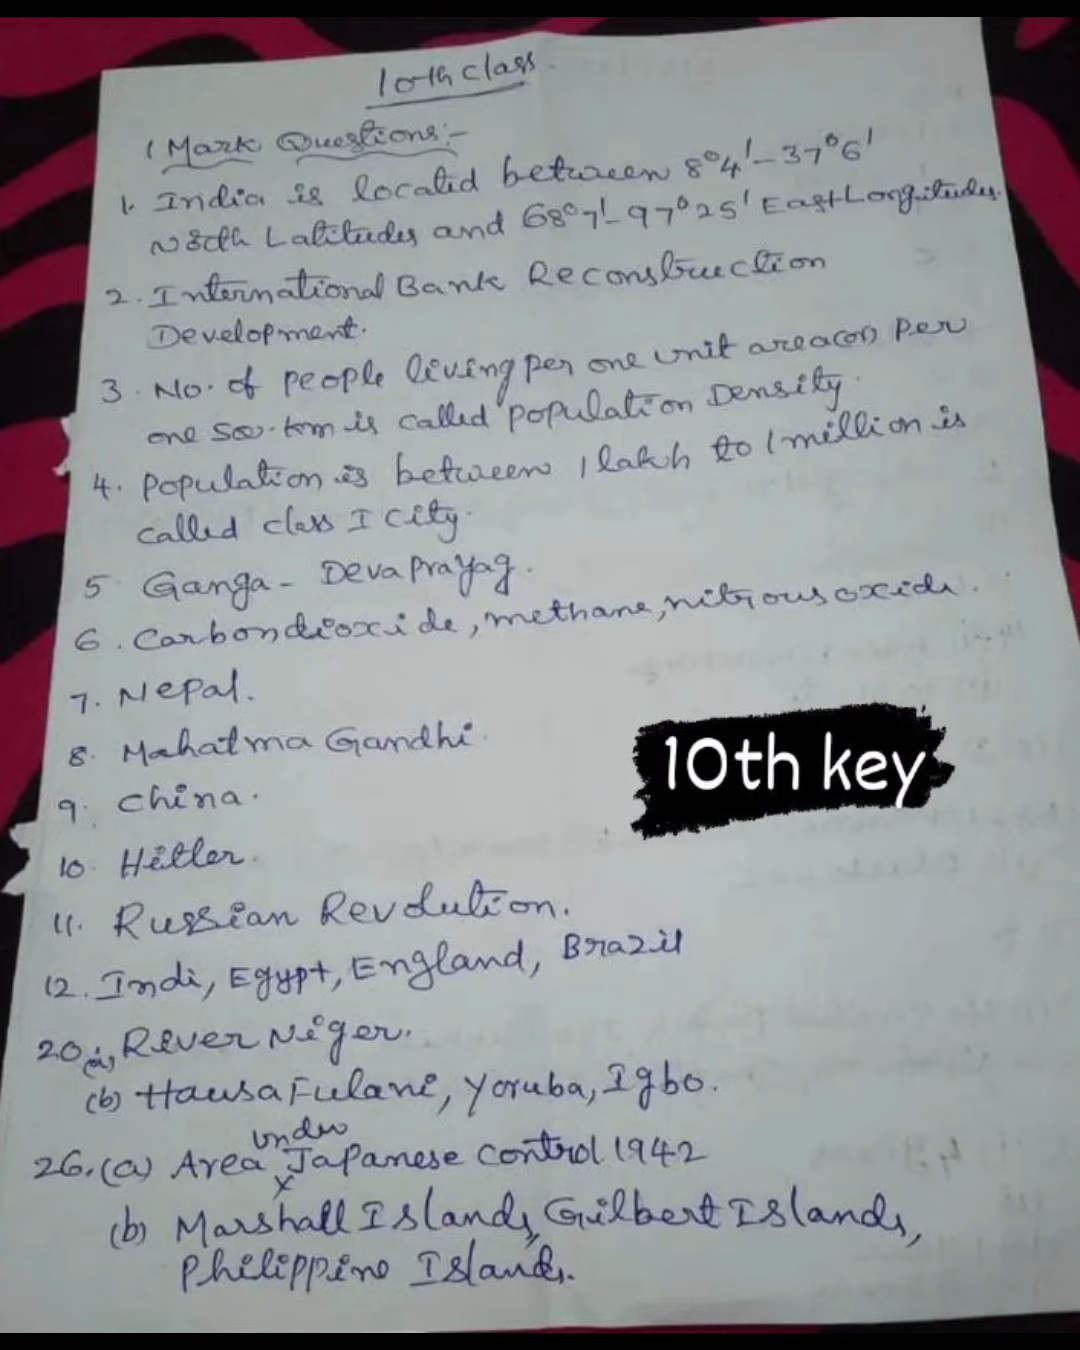 10th class.
1 Mark Questions:-
1. India is located between 8°4'-37°6'
North Latitudes and 68°7'-97°25' East Longitudes.
2. International Bank Reconstruction
Development.
3. No. of people living per one unit area (or) Per
one sq. km is called population Density.
4. Population is between 1 lakh to 1 million is
called class I city.
5 Ganga - Devaprayag.
6. Carbondioxide, methane, nitrous oxide.
7. Nepal.
8. Mahatma Gandhi.
9. China.
10. Hitler.
11. Russian Revolution.
12. Indi, Egypt, England, Brazil
20. (a) River Niger.
(b) Hausa Fulani, Yoruba, Igbo.
under
26. (a) Area x Japanese control 1942
(b) Marshall Islands, Gilbert Islands,
Philippine Islands.
10th key